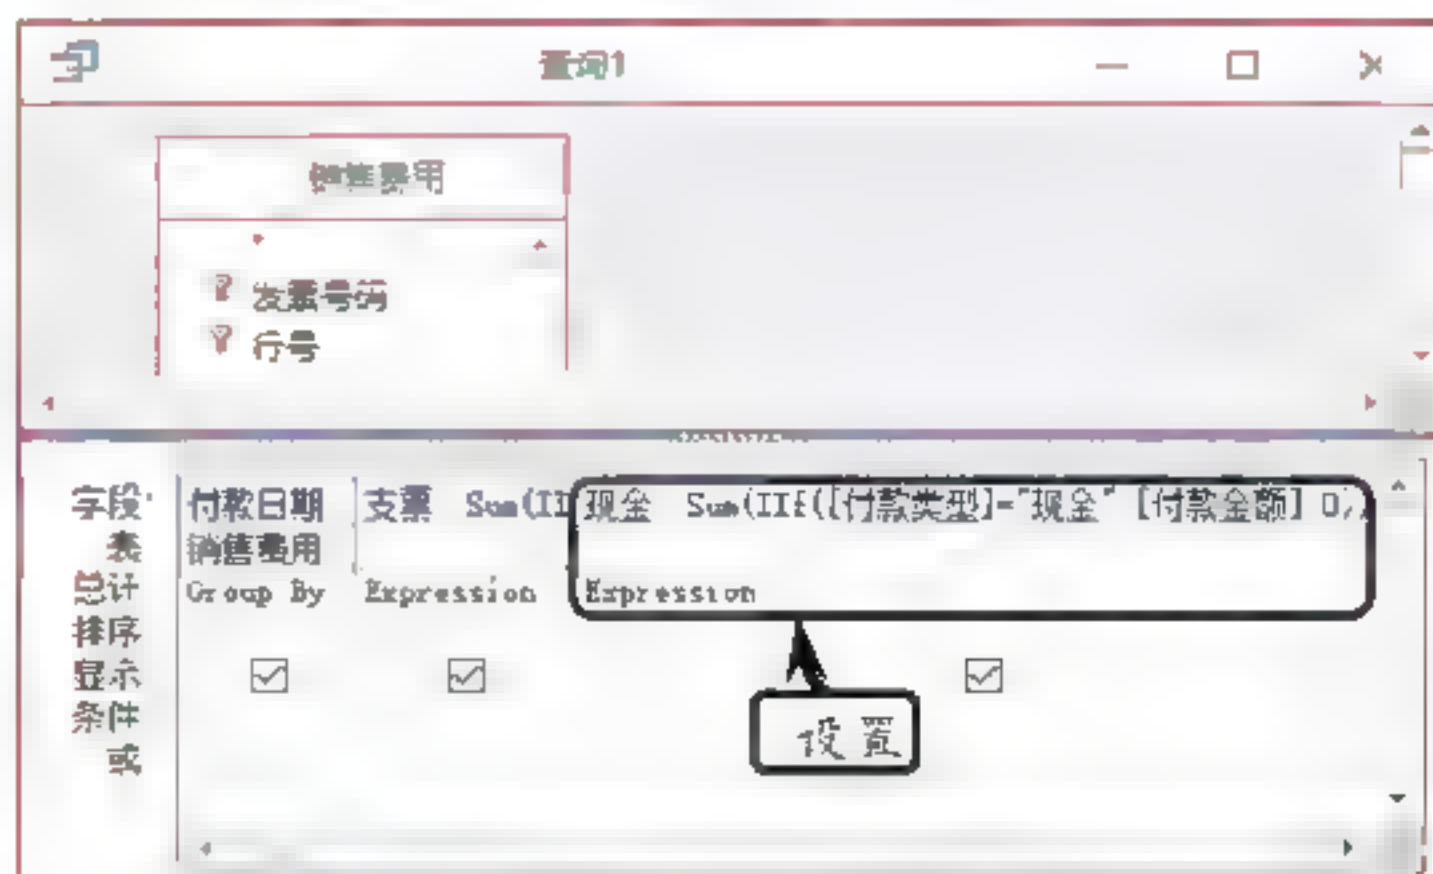 查询1
销售费用
*
发票号码
行号
字段: 付款日期 支票 Sum(II 现金 Sum(IIf([付款类型]="现金" [付款金额] 0))
表 销售费用
总计 Group By Expression Expression
排序
显示
条件
或
设置